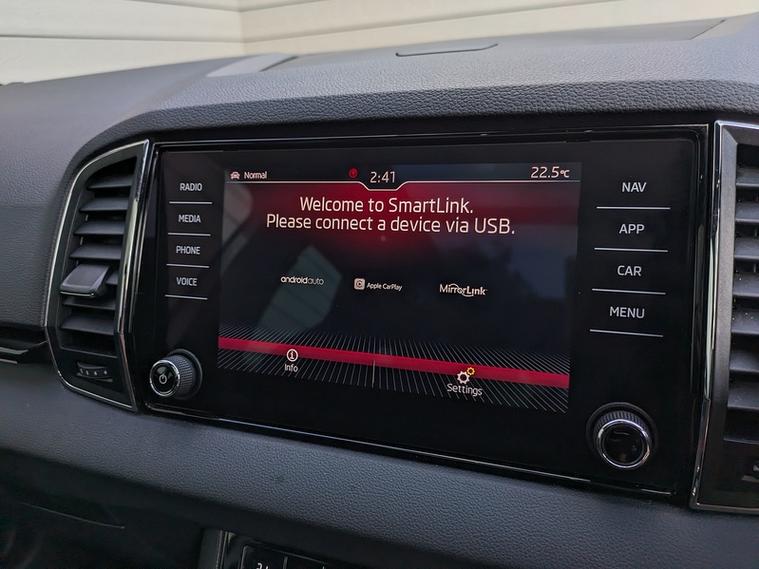 Normal
2:41
22.5°C
Welcome to SmartLink.
Please connect a device via USB.
androidauto
Apple CarPlay
MirrorLink
Info
Settings
RADIO
MEDIA
PHONE
VOICE
NAV
APP
CAR
MENU